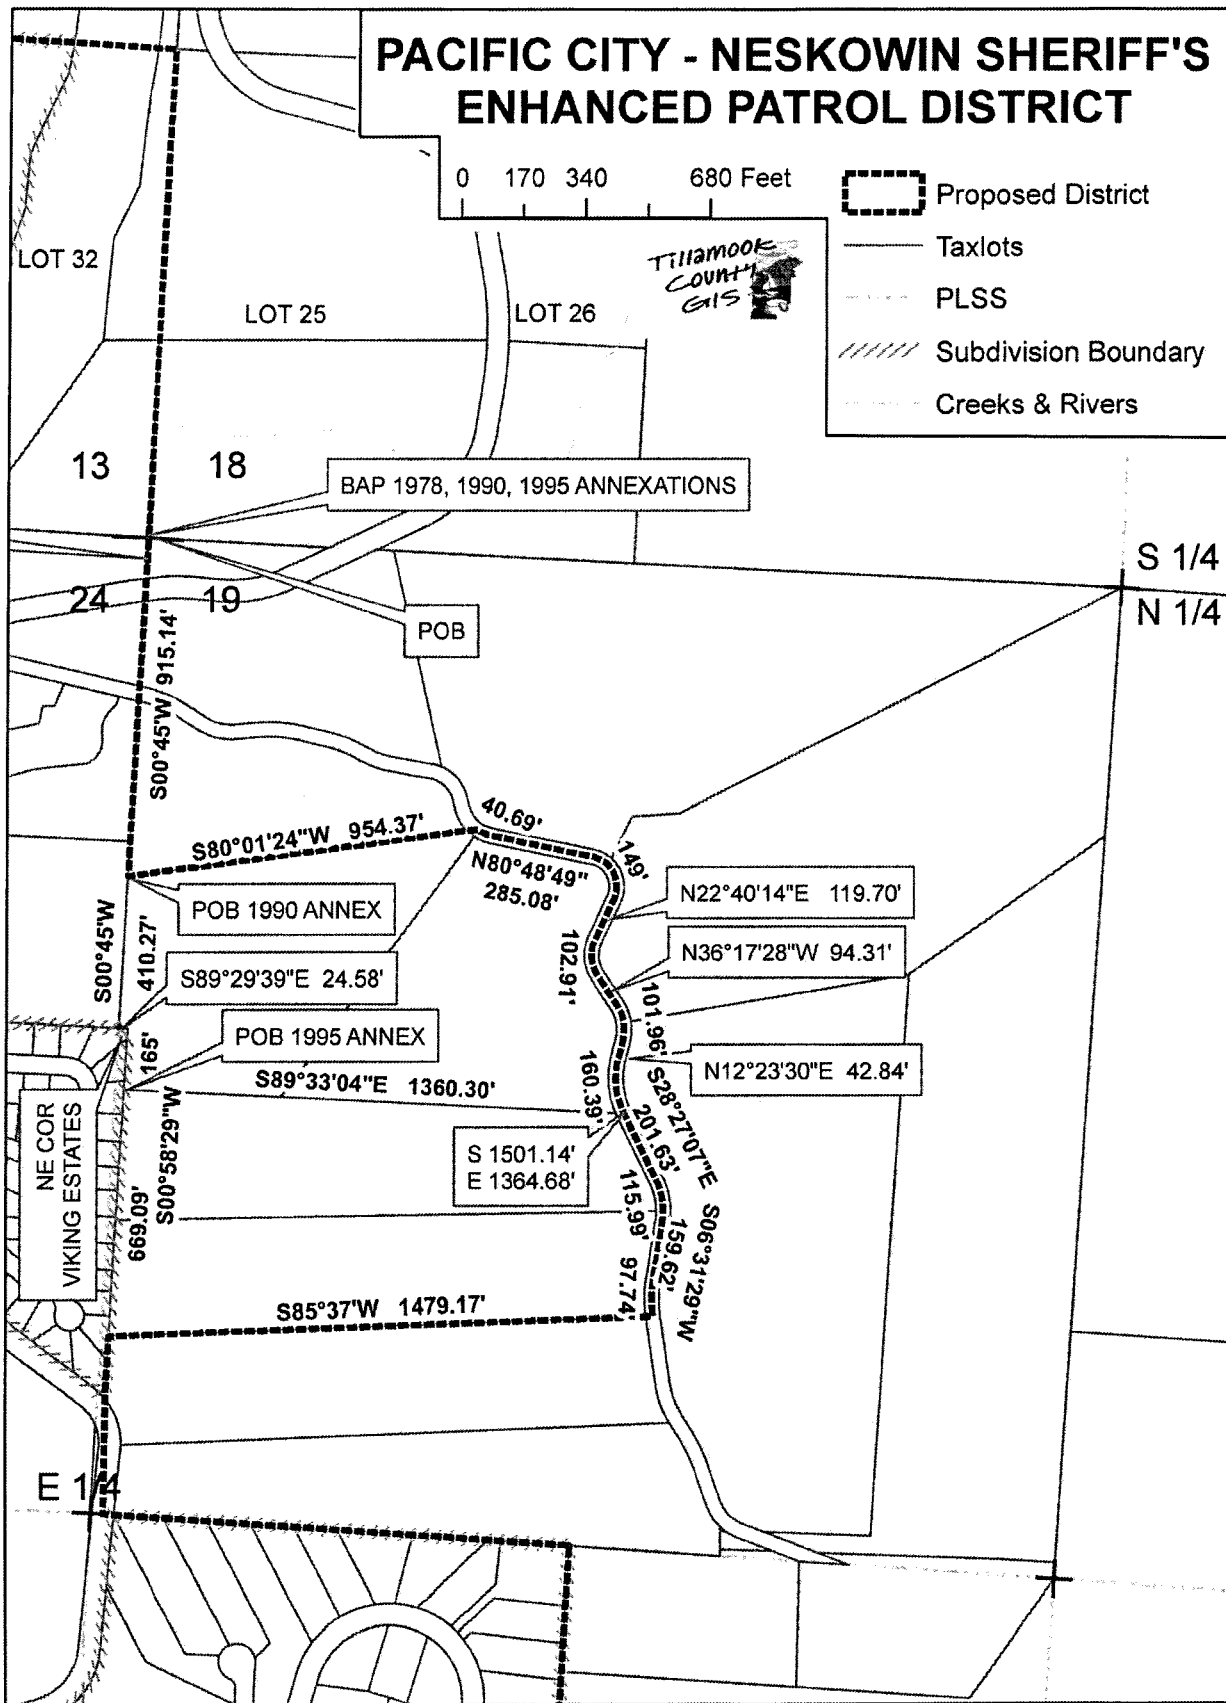 PACIFIC CITY - NESKOWIN SHERIFF'S
ENHANCED PATROL DISTRICT
0 170 340 680 Feet
Proposed District
Taxlots
PLSS
Subdivision Boundary
Creeks & Rivers
Tillamook
County
GIS
LOT 32
LOT 25
LOT 26
13
18
BAP 1978, 1990, 1995 ANNEXATIONS
S 1/4
N 1/4
24
19
POB
S00°45'W 915.14'
40.69'
S80°01'24"W 954.37'
149'
N80°48'49"
285.08'
N22°40'14"E 119.70'
POB 1990 ANNEX
S00°45'W
410.27'
102.91'
N36°17'28"W 94.31'
S89°29'39"E 24.58'
101.96'
POB 1995 ANNEX
165'
N12°23'30"E 42.84'
S89°33'04"E 1360.30'
160.39'
S28°27'07"E
201.63'
NE COR
VIKING ESTATES
S00°58'29"W
669.09'
S 1501.14'
E 1364.68'
115.99'
S06°31'29"W
159.62'
97.74'
S85°37'W 1479.17'
E 1/4